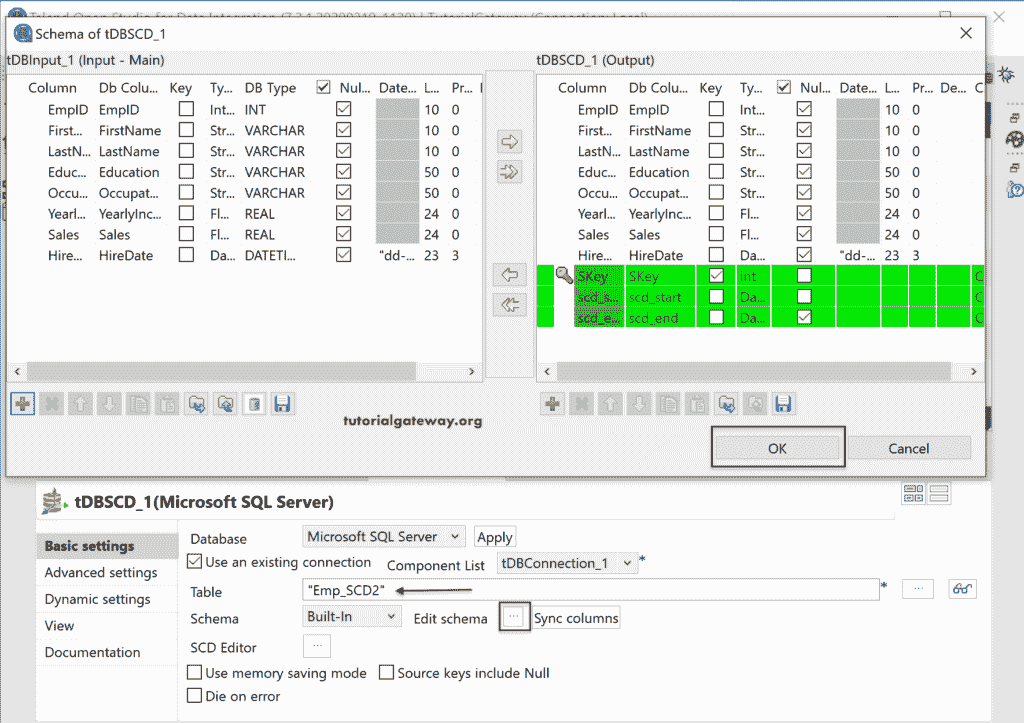 Talend Open Studio for Data Integration (7.3.1.20200219_1130) | TutorialGateway (Connection: Local)
Schema of tDBSCD_1
tDBInput_1 (Input - Main)
Column Db Colu... Key Ty... DB Type Nul... Date... L... Pr...
EmpID EmpID Int... INT 10 0
First... FirstName Str... VARCHAR 10 0
LastN... LastName Str... VARCHAR 10 0
Educ... Education Str... VARCHAR 50 0
Occu... Occupat... Str... VARCHAR 50 0
Yearl... YearlyInc... Fl... REAL 24 0
Sales Sales Fl... REAL 24 0
Hire... HireDate Da... DATETI... "dd-... 23 3
tDBSCD_1 (Output)
Column Db Colu... Key Ty... Nul... Date... L... Pr... De... C
EmpID EmpID Int... 10 0
First... FirstName Str... 10 0
LastN... LastName Str... 10 0
Educ... Education Str... 50 0
Occu... Occupat... Str... 50 0
Yearl... YearlyInc... Fl... 24 0
Sales Sales Fl... 24 0
Hire... HireDate Da... "dd-... 23 3
SKey SKey int C
scd_s... scd_start Da... C
scd_e... scd_end Da... C
tutorialgateway.org
OK Cancel
tDBSCD_1(Microsoft SQL Server)
Basic settings
Advanced settings
Dynamic settings
View
Documentation
Database Microsoft SQL Server Apply
Use an existing connection Component List tDBConnection_1 *
Table "Emp_SCD2" * ...
Schema Built-In Edit schema ... Sync columns
SCD Editor ...
Use memory saving mode Source keys include Null
Die on error